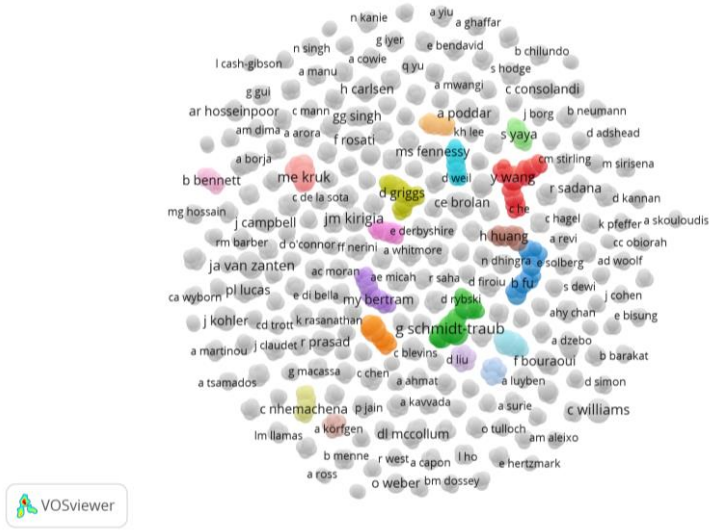 a yiu
n kanie
a ghaffar
g iyer
e bendavid
n singh
b chilundo
a cowie
l cash-gibson
q yu
s hodge
a manu
a mwangi
h carlsen
c consolandi
g gui
ar hosseinpoor
c mann
a poddar
j borg
b neumann
gg singh
am dima
a arora
kh lee
s yaya
d adshead
f rosati
ms fennessy
a borja
cm stirling
m sirisena
b bennett
me kruk
d weil
y wang
d griggs
r sadana
c de la sota
d kannan
ce brolan
c he
mg hossain
jm kirigia
c hagel
a skouloudis
j campbell
k pfeffer
e derbyshire
h huang
a revi
rm barber
d o'connor
rr nerini
a whitmore
cc obiorah
n dhingra
e solberg
ad woolf
ja van zanten
ac moran
ae micah
r saha
d firoiu
b fu
s dewi
pl lucas
ca wyborn
e di bella
my bertram
d rybski
j cohen
ahy chan
e bisung
j kohler
cd trott
k rasanathan
g schmidt-traub
a martinou
j claudet
r prasad
a dzebo
c blevins
d liu
f bouraoui
b barakat
g macassa
c chen
a tsamados
a ahmat
a luyben
d simon
c nhemachena
p jain
a kavvada
a surie
c williams
a korfgen
o tulloch
lm llamas
dl mccollum
am aleixo
b menne
r west
a capon
l ho
e hertzmark
a ross
o weber
bm dossey
VOSviewer